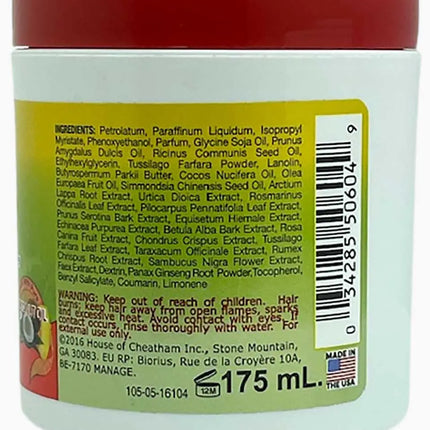 INGREDIENTS: Petrolatum, Paraffinum Liquidum, Isopropyl
Myristate, Phenoxyethanol, Parfum, Glycine Soja Oil, Prunus
Amygdalus Dulcis Oil, Ricinus Communis Seed Oil,
Ethylhexylglycerin, Tussilago Farfara Powder, Lanolin,
Butyrospermum Parkii Butter, Cocos Nucifera Oil, Olea
Europaea Fruit Oil, Simmondsia Chinensis Seed Oil, Arctium
Lappa Root Extract, Urtica Dioica Extract, Rosmarinus
Officinalis Leaf Extract, Pilocarpus Pennatifolia Leaf Extract,
Prunus Serotina Bark Extract, Equisetum Hiemale Extract,
Echinacea Purpurea Extract, Betula Alba Bark Extract, Rosa
Canina Fruit Extract, Chondrus Crispus Extract, Tussilago
Farfara Leaf Extract, Taraxacum Officinale Extract, Rumex
Crispus Root Extract, Sambucus Nigra Flower Extract,
Faex Extract, Dextrin, Panax Ginseng Root Powder, Tocopherol,
Benzyl Salicylate, Coumarin, Limonene
WARNING: Keep out of reach of children. Hair
burns. Keep hair away from open flames, sparks
or excessive heat. Avoid contact with eyes. If
contact occurs, rinse thoroughly with water. For
external use only.
©2016 House of Cheatham Inc., Stone Mountain,
GA 30083. EU RP: Biorius, Rue de la Croyère 10A,
BE-7170 MANAGE.
105-05-16104
12M
175 mL.
MADE IN
THE USA
0 34285 50604 9